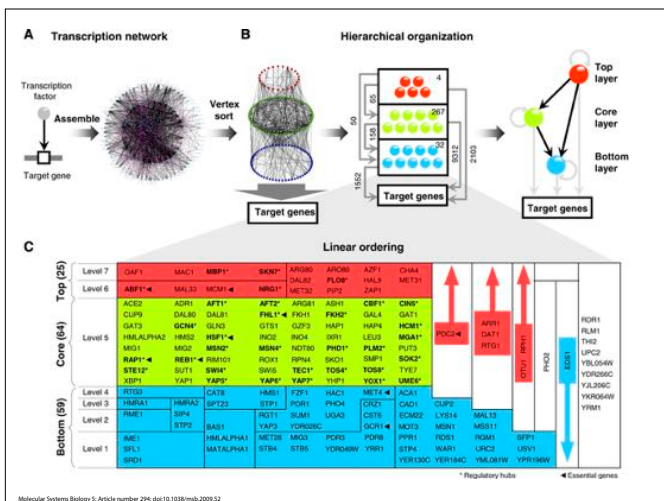 A
Transcription network
B
Hierarchical organization
Transcription factor
Assemble
Target gene
Vertex sort
Target genes
4
267
32
50
65
158
1552
9312
2103
Target genes
Top layer
Core layer
Bottom layer
C
Linear ordering
Top (25)
Core (64)
Bottom (59)
Level 7
OAF1 MAC1 MBP1* SKN7* ARG80 ARO80 AZF1 CHA4
DAL82 FLO8* HAL9 MET31
Level 6
ABF1*◄ MAL33 MCM1*◄ HRG1* MET32 PIP2 ZAP1
Level 5
ACE2 ADR1 AFT1* AFT2* ARG81 ASH1 CBF1* CIN5*
CUP9 DAL80 DAL81 FHL1*◄ FKH1 FKH2* GAL4 GAT1
GAT3 GCN4* GLN3 GTS1 GZF3 HAP1 HAP4 HCM1*
HMLALPHA2 HMS2 HSF1*◄ INO2 INO4 IXR1 LEU3 MGA1*
MIG1 MIG2 MSN2* MSN4* NDT80 PHD1* PLM2* PUT3
RAP1*◄ REB1*◄ RIM101 ROX1 RPN4 SKO1 SMP1 SOK2*
STE12* SUT1 SWI4* SWI5 TEC1* TOS4* TOS8* TYE7
XBP1 YAP1 YAP5* YAP6* YAP7* YHP1 YOX1* UME6*
Level 4
RTG3 CAT8 HMS1 FZF1 HAC1 MET4◄ ACA1
Level 3
HMRA1 HMRA2 SPT23 STP1 PDR1 PHO4 CRZ1 CAD1 CUP2
Level 2
RME1 SIP4 STP2 BAS1 RGT1 YAP3 SUM1 YDR026C UGA3 CST6 GCR1◄ ECM22 MOT3 LYS14 MSN1 MAL13 MSS11
Level 1
IME1 HMLALPHA1 MET28 MIG3 PDR3 PDR8 PPR1 RDS1 RGM1 SFP1
SFL1 MATALPHA1 STB4 STB5 YDR049W YRR1 STP4 WAR1 URC2 USV1
SRD1 YER130C YER184C YML081W YPR196W
PDC2◄
ARR1
DAT1
RTG1
OTU1 RPH1
PHO2
EDS1
RDR1
RLM1
THI2
UPC2
YBL054W
YDR266C
YJL206C
YKR064W
YRM1
* Regulatory hubs ◄ Essential genes
Molecular Systems Biology 5: Article number 294: doi:10.1038/msb.2009.52